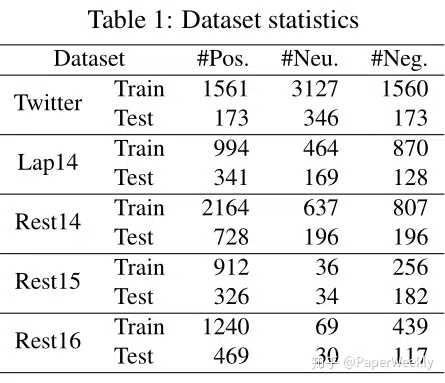 Table 1: Dataset statistics
Dataset #Pos. #Neu. #Neg.
Twitter Train 1561 3127 1560
Test 173 346 173
Lap14 Train 994 464 870
Test 341 169 128
Rest14 Train 2164 637 807
Test 728 196 196
Rest15 Train 912 36 256
Test 326 34 182
Rest16 Train 1240 69 439
Test 469 30 117
知乎 @PaperWeekly